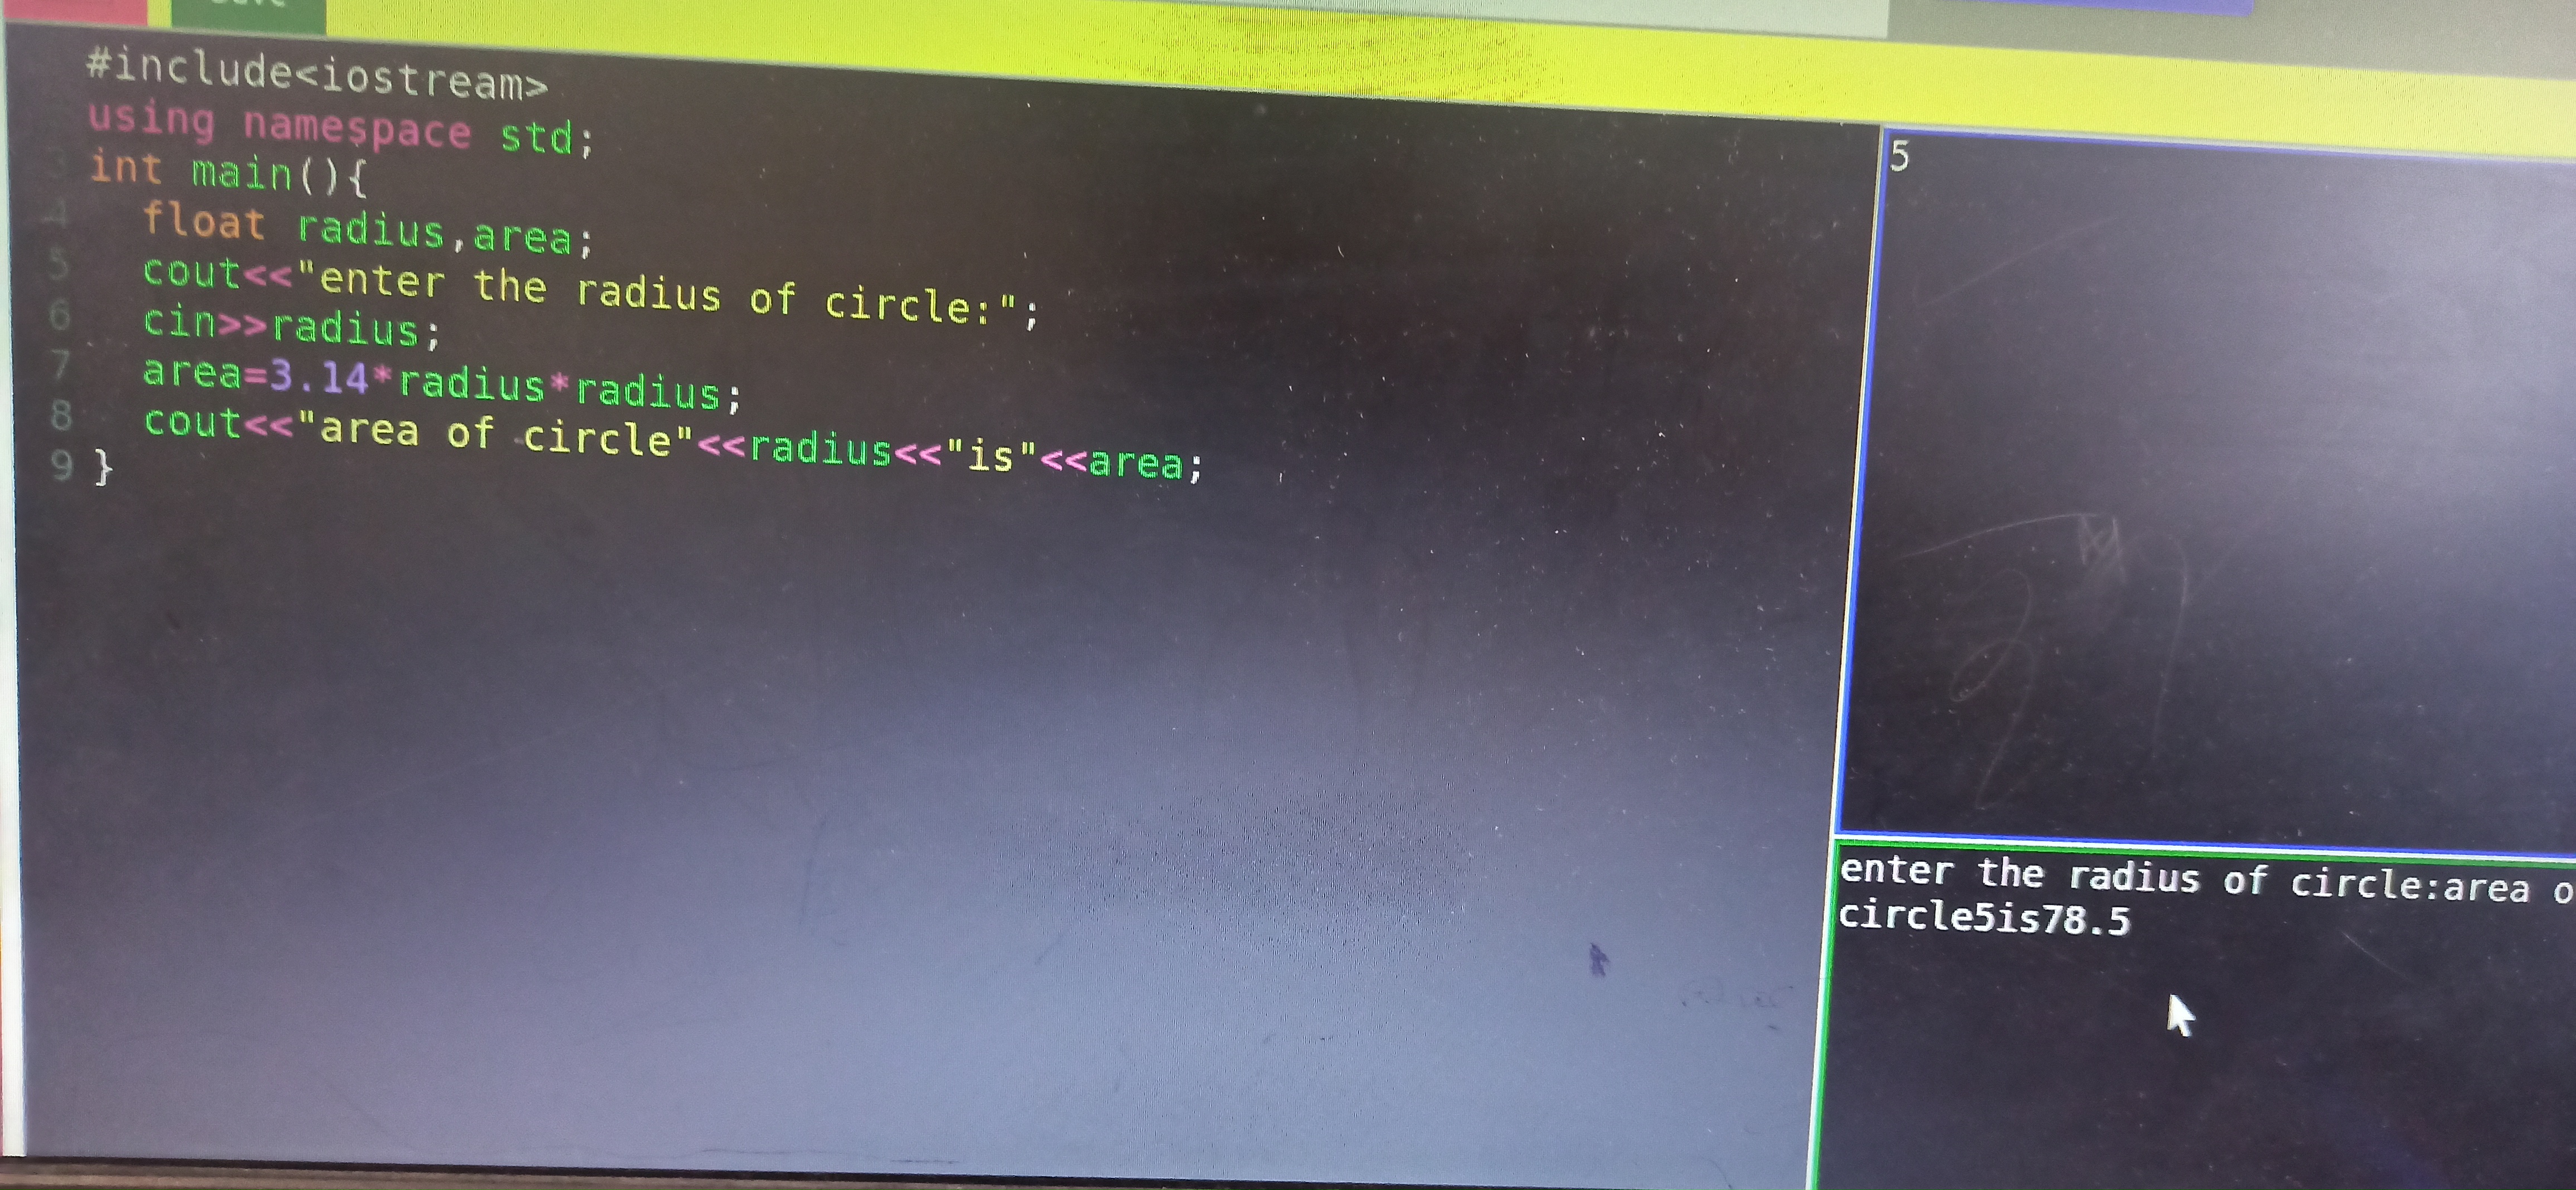 #include<iostream>
using namespace std;
3 int main(){
4 float radius,area;
5 cout<<"enter the radius of circle:";
6 cin>>radius;
7 area=3.14*radius*radius;
8 cout<<"area of circle"<<radius<<"is"<<area;
9 }
5
enter the radius of circle:area o
circle5is78.5